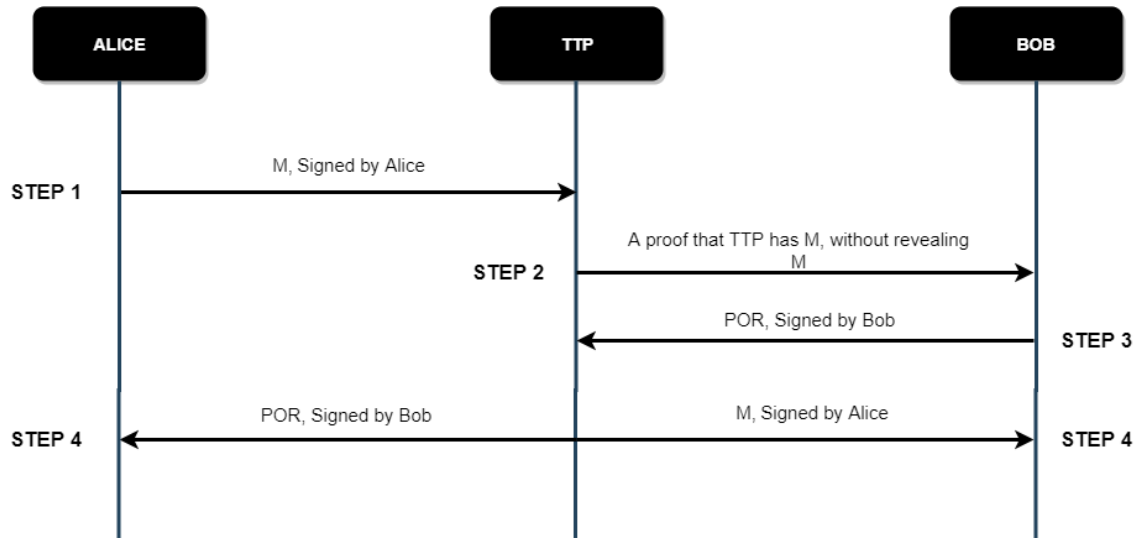 ALICE
TTP
BOB
M, Signed by Alice
STEP 1
A proof that TTP has M, without revealing
M
STEP 2
POR, Signed by Bob
STEP 3
POR, Signed by Bob
M, Signed by Alice
STEP 4
STEP 4